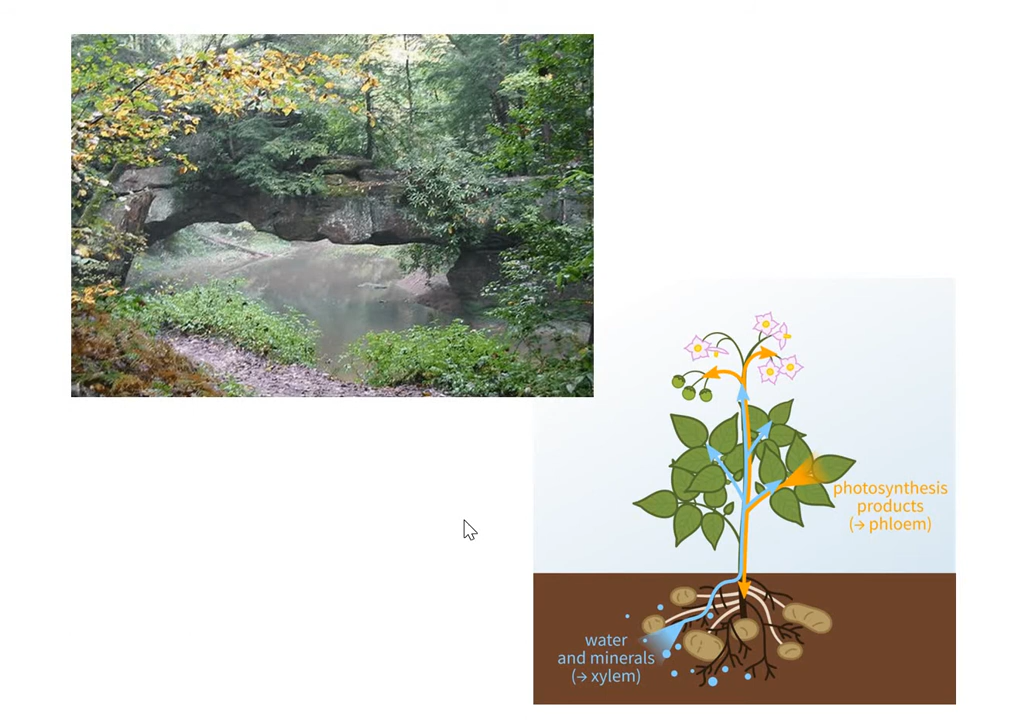 photosynthesis
products
(→ phloem)
water
and minerals
(→ xylem)